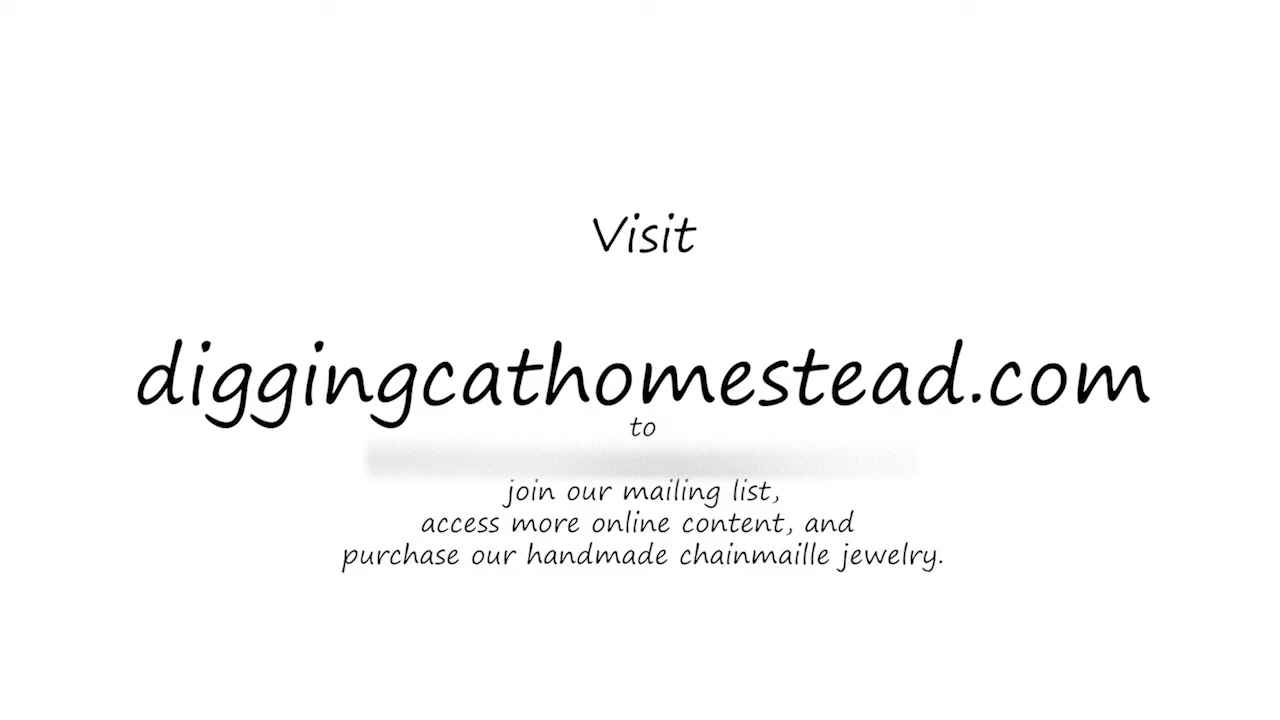 Visit
diggingcathomestead.com
to
join our mailing list,
access more online content, and
purchase our handmade chainmaille jewelry.